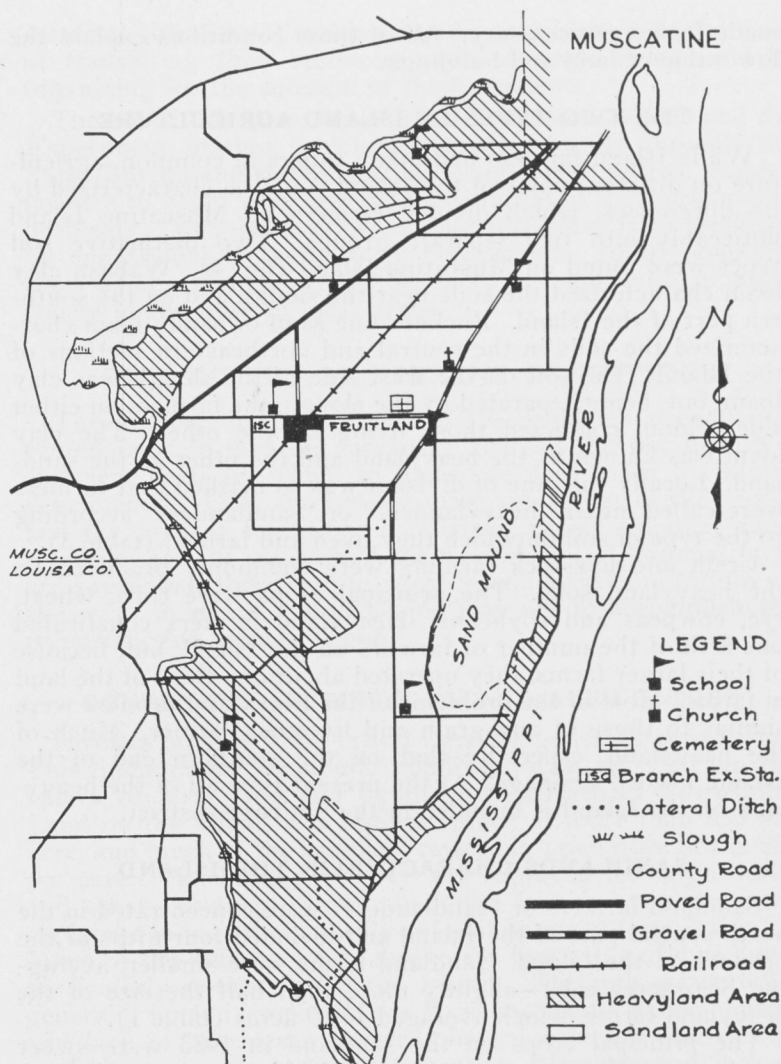 MUSCATINE
N
ISC
FRUITLAND
RIVER
MUSC. CO.
LOUISA CO.
SAND MOUND
MISSISSIPPI
LEGEND
School
Church
Cemetery
ISC Branch Ex. Sta.
Lateral Ditch
Slough
County Road
Paved Road
Gravel Road
Railroad
Heavyland Area
Sandland Area